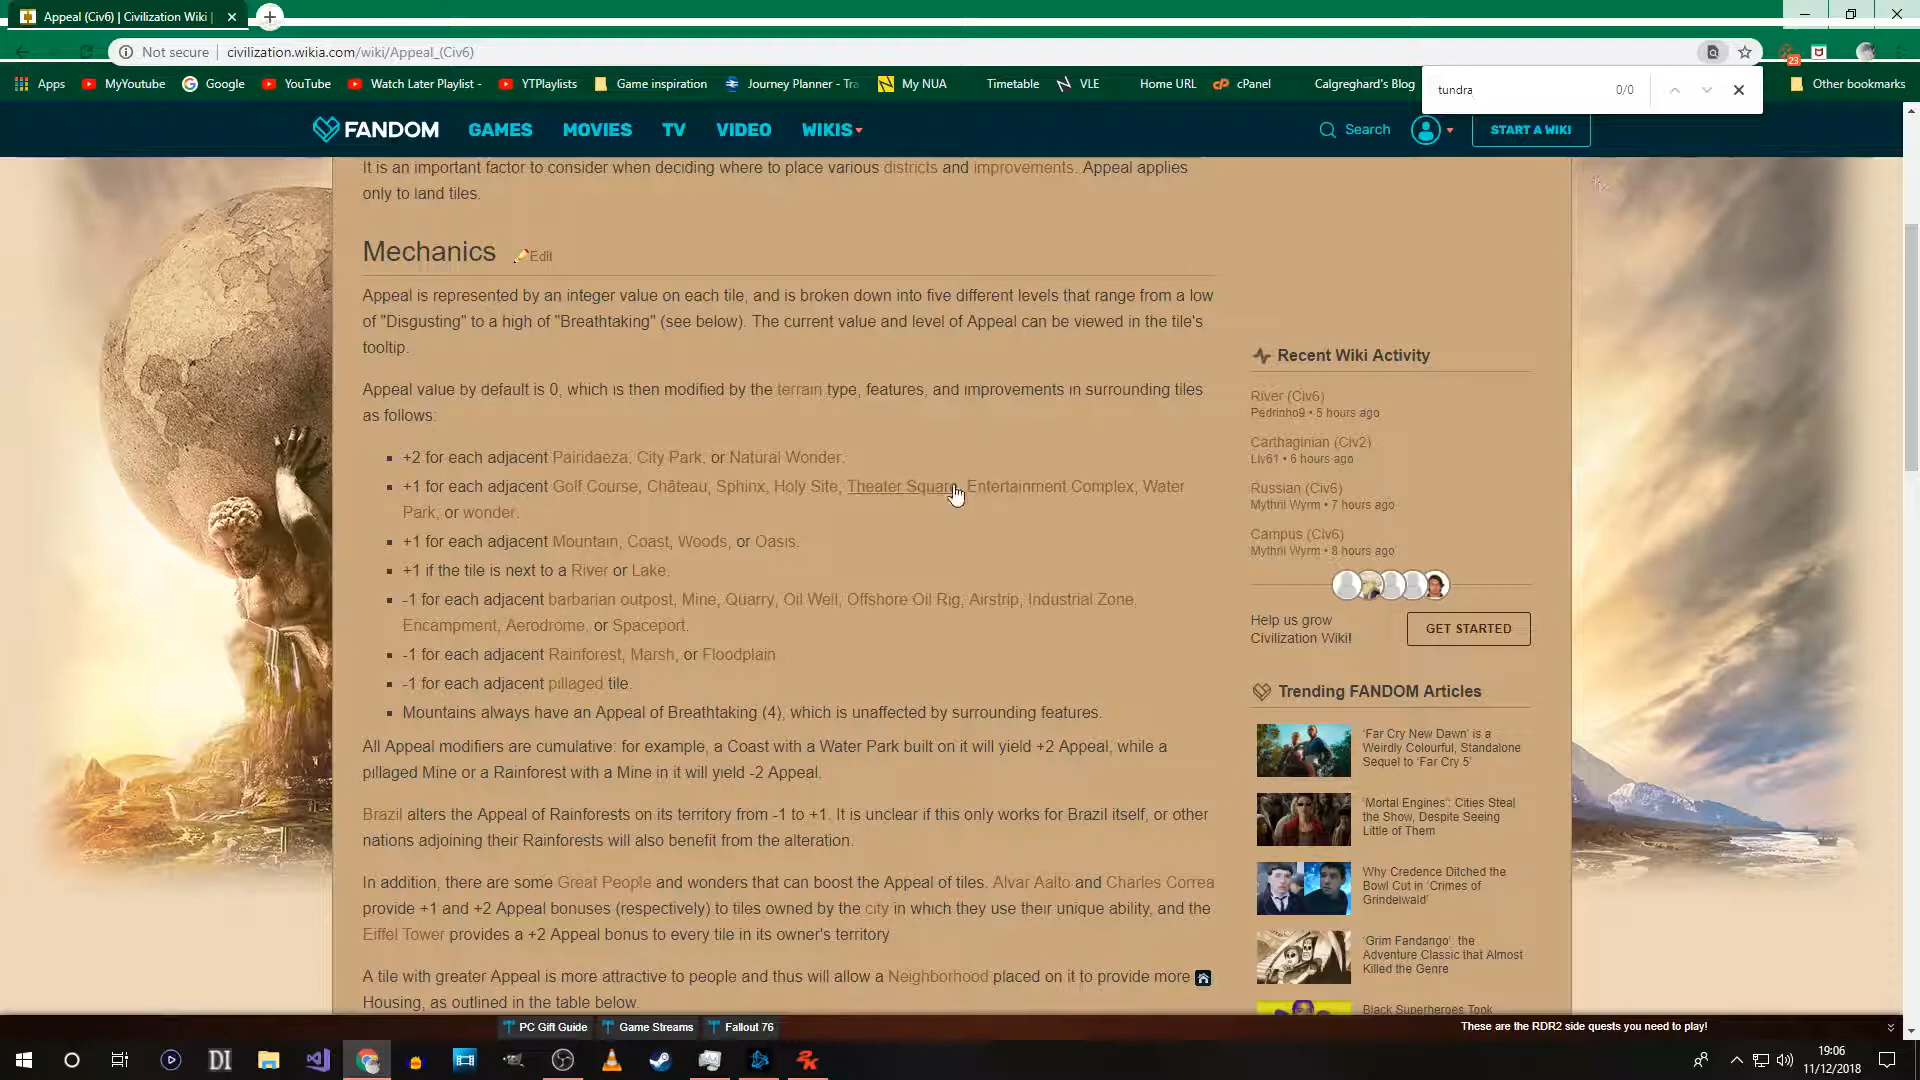 Appeal (Civ6) | Civilization Wiki |
Not secure | civilization.wikia.com/wiki/Appeal_(Civ6)
23
Apps MyYoutube Google YouTube Watch Later Playlist - YTPlaylists Game inspiration Journey Planner - Tra My NUA Timetable VLE Home URL cPanel Calgreghard's Blog Other bookmarks
tundra 0/0
FANDOM GAMES MOVIES TV VIDEO WIKIS Search START A WIKI
It is an important factor to consider when deciding where to place various districts and improvements. Appeal applies
only to land tiles.
Mechanics Edit
Appeal is represented by an integer value on each tile, and is broken down into five different levels that range from a low
of "Disgusting" to a high of "Breathtaking" (see below). The current value and level of Appeal can be viewed in the tile's
tooltip.
Appeal value by default is 0, which is then modified by the terrain type, features, and improvements in surrounding tiles
as follows:
+2 for each adjacent Pairidaeza, City Park, or Natural Wonder.
+1 for each adjacent Golf Course, Château, Sphinx, Holy Site, Theater Square, Entertainment Complex, Water
Park, or wonder.
+1 for each adjacent Mountain, Coast, Woods, or Oasis.
+1 if the tile is next to a River or Lake.
-1 for each adjacent barbarian outpost, Mine, Quarry, Oil Well, Offshore Oil Rig, Airstrip, Industrial Zone,
Encampment, Aerodrome, or Spaceport.
-1 for each adjacent Rainforest, Marsh, or Floodplain
-1 for each adjacent pillaged tile.
Mountains always have an Appeal of Breathtaking (4), which is unaffected by surrounding features.
All Appeal modifiers are cumulative: for example, a Coast with a Water Park built on it will yield +2 Appeal, while a
pillaged Mine or a Rainforest with a Mine in it will yield -2 Appeal.
Brazil alters the Appeal of Rainforests on its territory from -1 to +1. It is unclear if this only works for Brazil itself, or other
nations adjoining their Rainforests will also benefit from the alteration.
In addition, there are some Great People and wonders that can boost the Appeal of tiles. Alvar Aalto and Charles Correa
provide +1 and +2 Appeal bonuses (respectively) to tiles owned by the city in which they use their unique ability, and the
Eiffel Tower provides a +2 Appeal bonus to every tile in its owner's territory
A tile with greater Appeal is more attractive to people and thus will allow a Neighborhood placed on it to provide more
Housing, as outlined in the table below.
Recent Wiki Activity
River (Civ6)
Pedrinho9 • 5 hours ago
Carthaginian (Civ2)
Liv61 • 6 hours ago
Russian (Civ6)
Mythril Wyrm • 7 hours ago
Campus (Civ6)
Mythril Wyrm • 8 hours ago
Help us grow
Civilization Wiki!
GET STARTED
Trending FANDOM Articles
'Far Cry New Dawn' is a
Weirdly Colourful, Standalone
Sequel to 'Far Cry 5'
'Mortal Engines': Cities Steal
the Show, Despite Seeing
Little of Them
Why Credence Ditched the
Bowl Cut in 'Crimes of
Grindelwald'
'Grim Fandango': the
Adventure Classic that Almost
Killed the Genre
Black Superheroes Took
PC Gift Guide Game Streams Fallout 76
These are the RDR2 side quests you need to play!
DI
19:06
11/12/2018